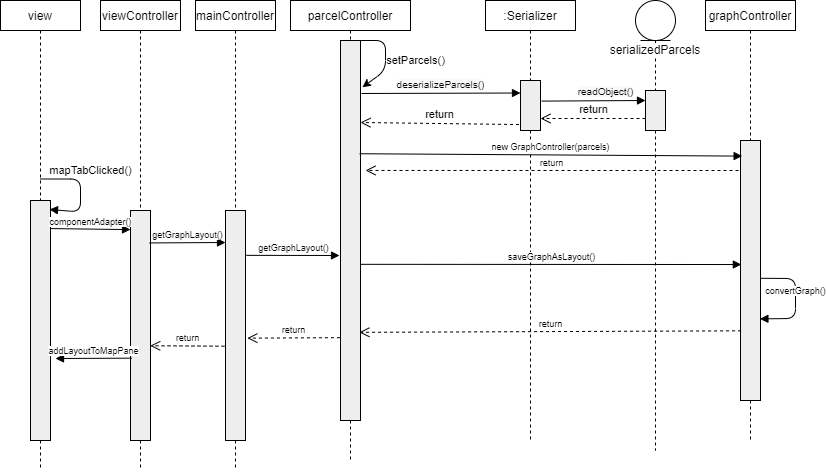 view
viewController
mainController
parcelController
:Serializer
graphController
serializedParcels
setParcels()
deserializeParcels()
readObject()
return
return
new GraphController(parcels)
return
mapTabClicked()
componentAdapter()
getGraphLayout()
getGraphLayout()
saveGraphAsLayout()
convertGraph()
return
return
return
addLayoutToMapPane